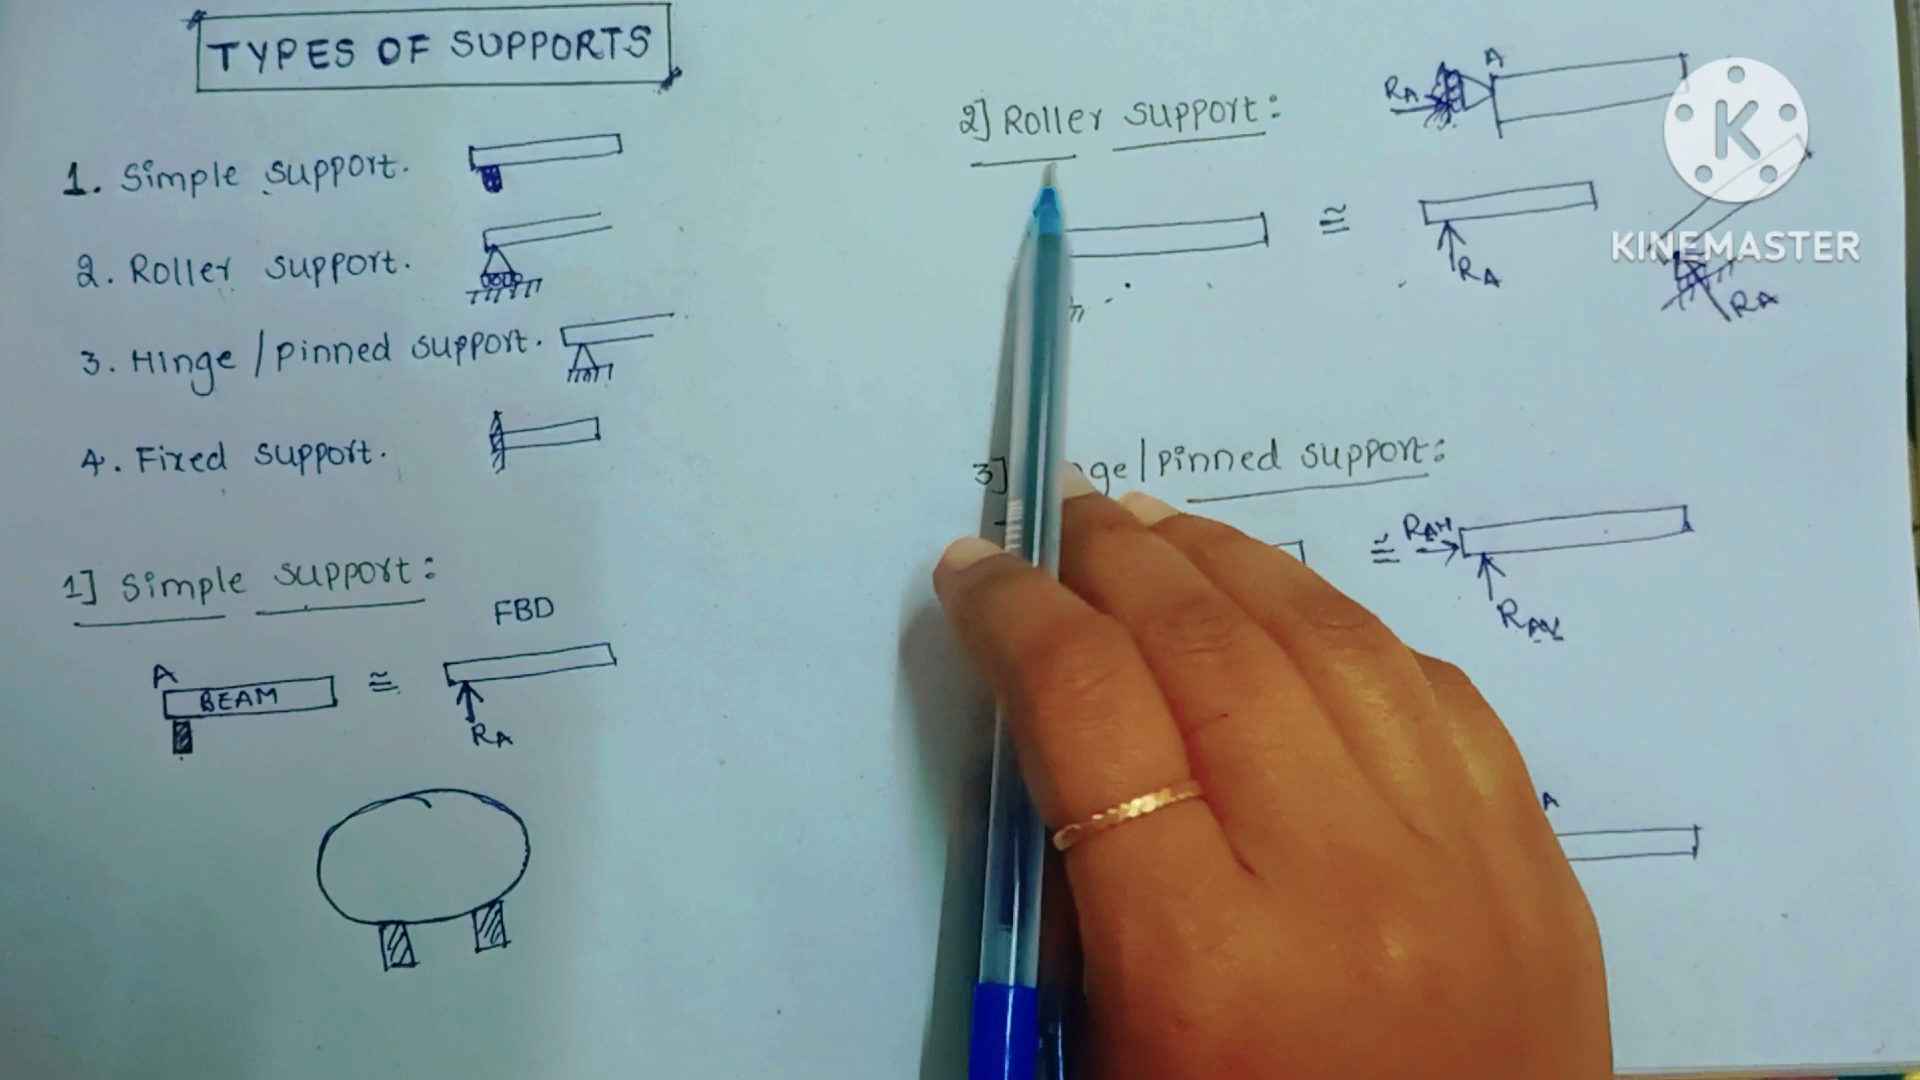 TYPES OF SUPPORTS
1. Simple support.
2. Roller support.
3. Hinge / pinned support.
4. Fixed support.
1] Simple support:
FBD
A
BEAM
≅
RA
2] Roller support:
RA
A
≅
RA
RA
K
KINEMASTER
3] ge / pinned support:
≅
RAH
RAV
A